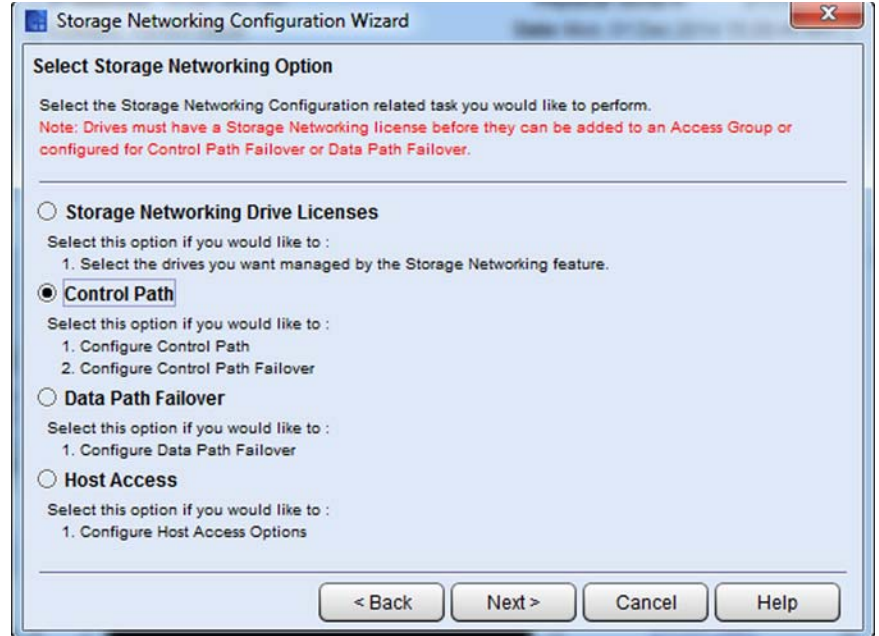 Storage Networking Configuration Wizard
Select Storage Networking Option
Select the Storage Networking Configuration related task you would like to perform.
Note: Drives must have a Storage Networking license before they can be added to an Access Group or
configured for Control Path Failover or Data Path Failover.
Storage Networking Drive Licenses
Select this option if you would like to :
1. Select the drives you want managed by the Storage Networking feature.
Control Path
Select this option if you would like to :
1. Configure Control Path
2. Configure Control Path Failover
Data Path Failover
Select this option if you would like to :
1. Configure Data Path Failover
Host Access
Select this option if you would like to :
1. Configure Host Access Options
< Back Next > Cancel Help